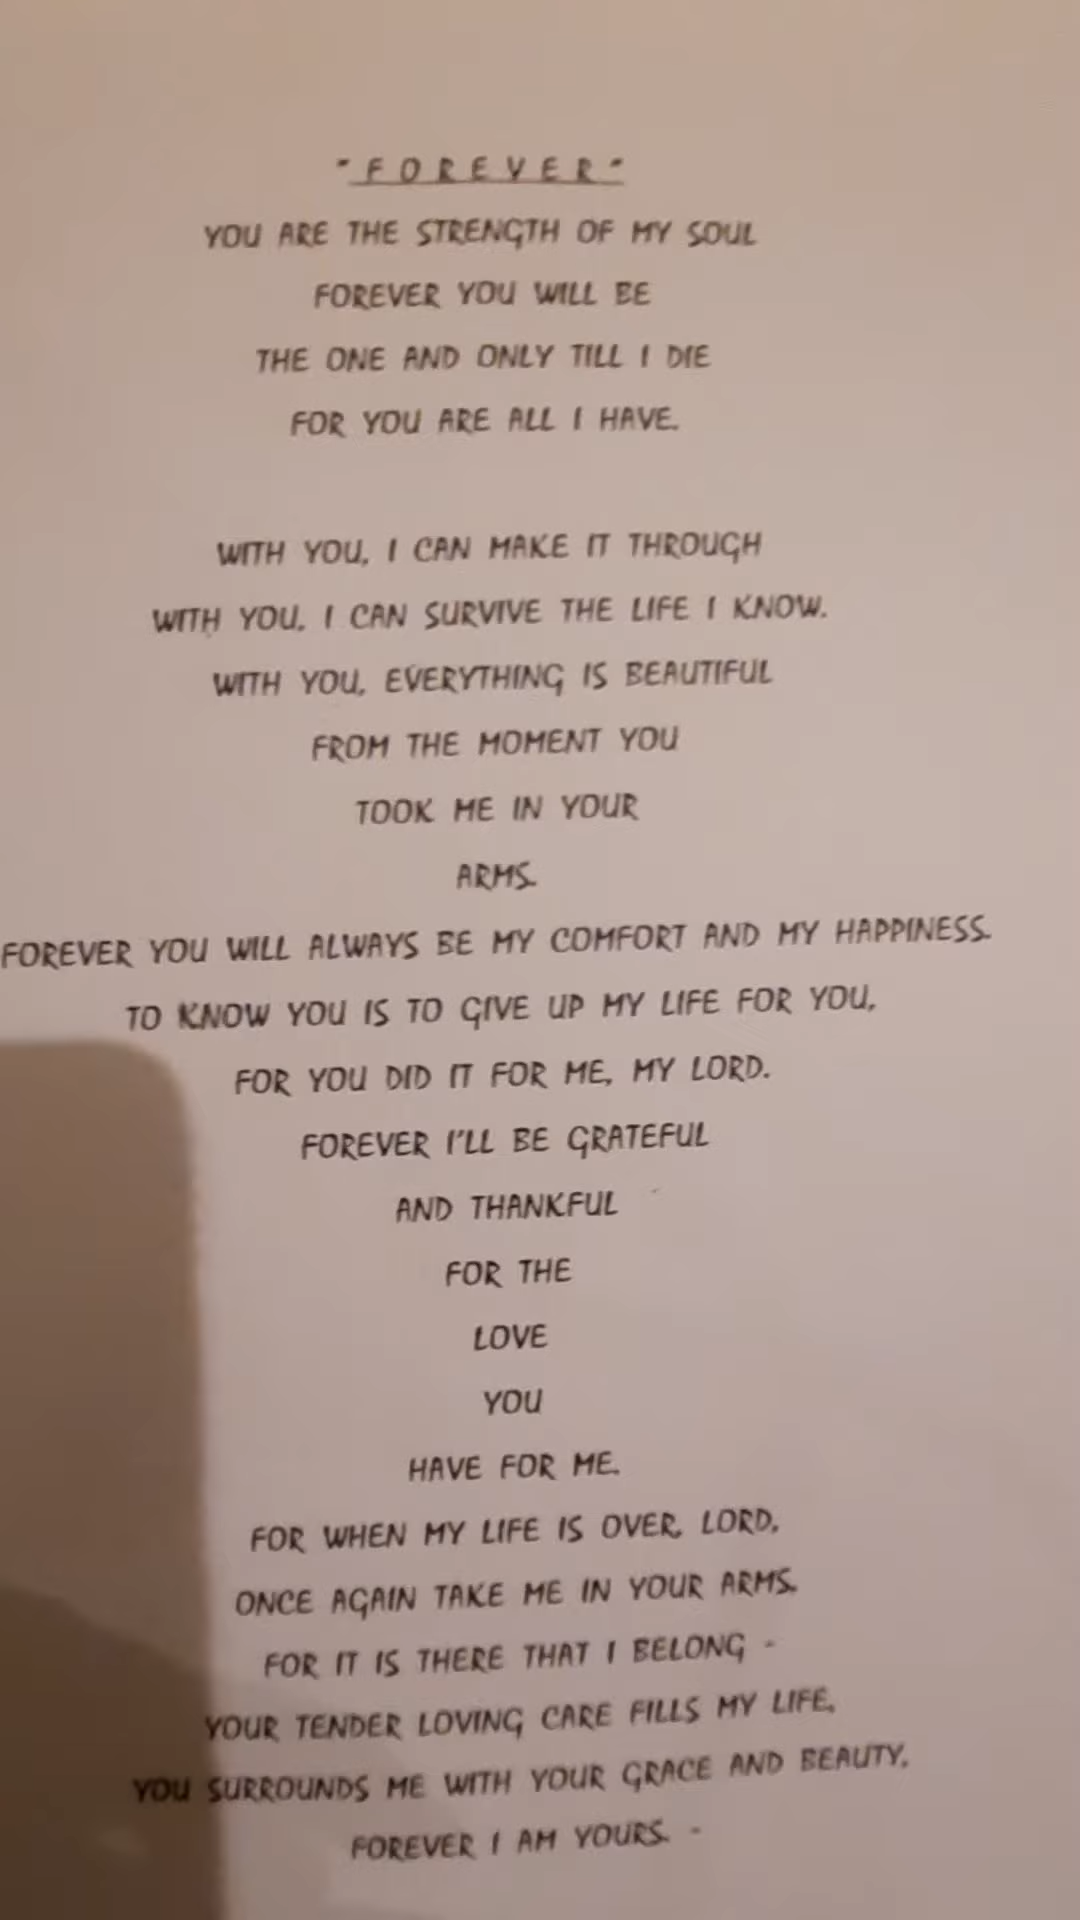 "FOREVER"
YOU ARE THE STRENGTH OF MY SOUL
FOREVER YOU WILL BE
THE ONE AND ONLY TILL I DIE
FOR YOU ARE ALL I HAVE.
WITH YOU, I CAN MAKE IT THROUGH
WITH YOU, I CAN SURVIVE THE LIFE I KNOW.
WITH YOU, EVERYTHING IS BEAUTIFUL
FROM THE MOMENT YOU
TOOK ME IN YOUR
ARMS.
FOREVER YOU WILL ALWAYS BE MY COMFORT AND MY HAPPINESS.
TO KNOW YOU IS TO GIVE UP MY LIFE FOR YOU,
FOR YOU DID IT FOR ME, MY LORD.
FOREVER I'LL BE GRATEFUL
AND THANKFUL
FOR THE
LOVE
YOU
HAVE FOR ME.
FOR WHEN MY LIFE IS OVER, LORD,
ONCE AGAIN TAKE ME IN YOUR ARMS,
FOR IT IS THERE THAT I BELONG -
YOUR TENDER LOVING CARE FILLS MY LIFE,
YOU SURROUNDS ME WITH YOUR GRACE AND BEAUTY,
FOREVER I AM YOURS. -